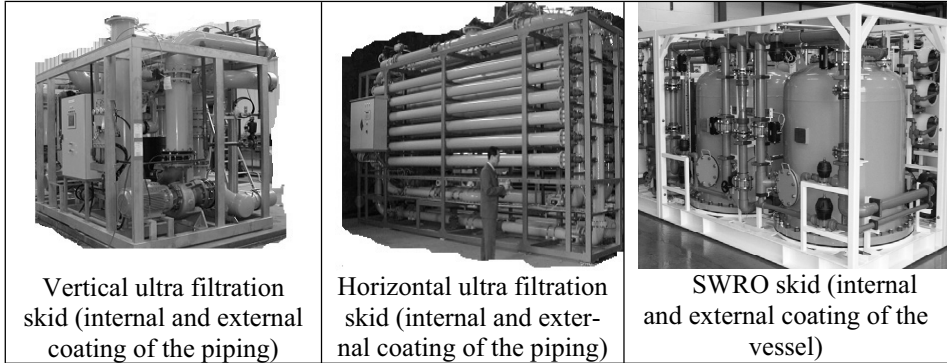 Vertical ultra filtration
skid (internal and external
coating of the piping)
Horizontal ultra filtration
skid (internal and exter-
nal coating of the piping)
SWRO skid (internal
and external coating of the
vessel)